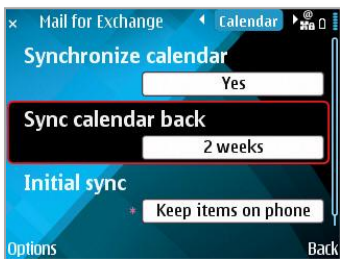 Mail for Exchange Calendar
Synchronize calendar
Yes
Sync calendar back
2 weeks
Initial sync
* Keep items on phone
Options Back